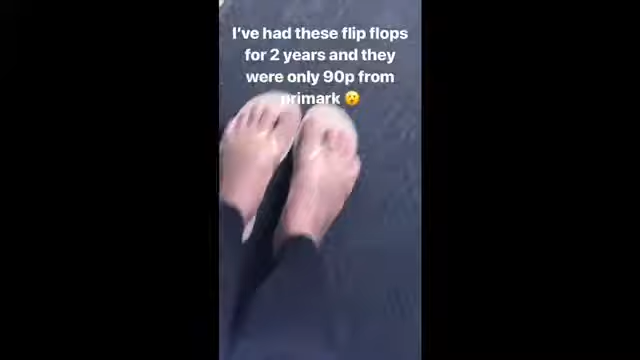 I've had these flip flops
for 2 years and they
were only 90p from
primark 😮